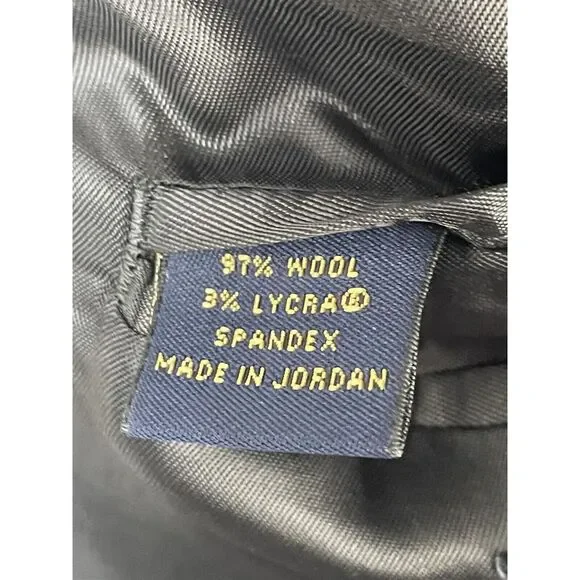 97% WOOL
3% LYCRA®
SPANDEX
MADE IN JORDAN